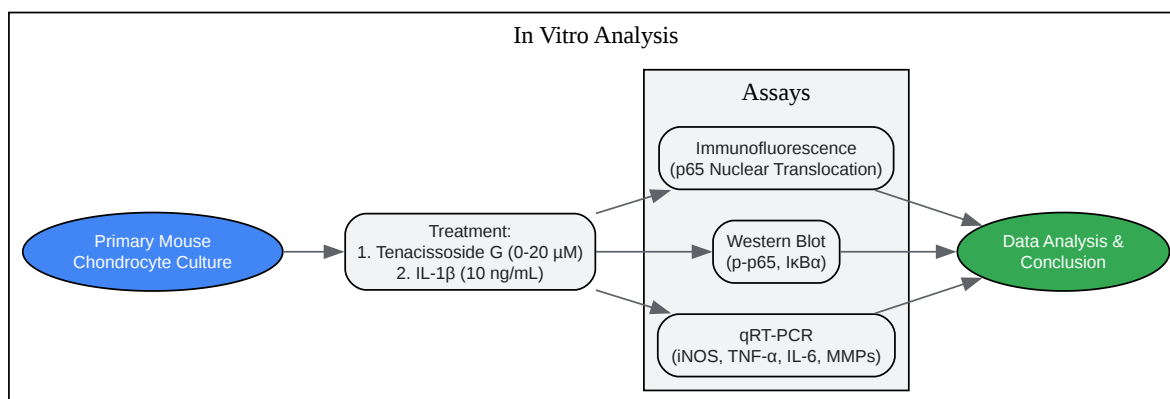 In Vitro Analysis
Primary Mouse
Chondrocyte Culture
Treatment:
1. Tenacissoside G (0-20 µM)
2. IL-1β (10 ng/mL)
Assays
Immunofluorescence
(p65 Nuclear Translocation)
Western Blot
(p-p65, IκBα)
qRT-PCR
(iNOS, TNF-α, IL-6, MMPs)
Data Analysis &
Conclusion